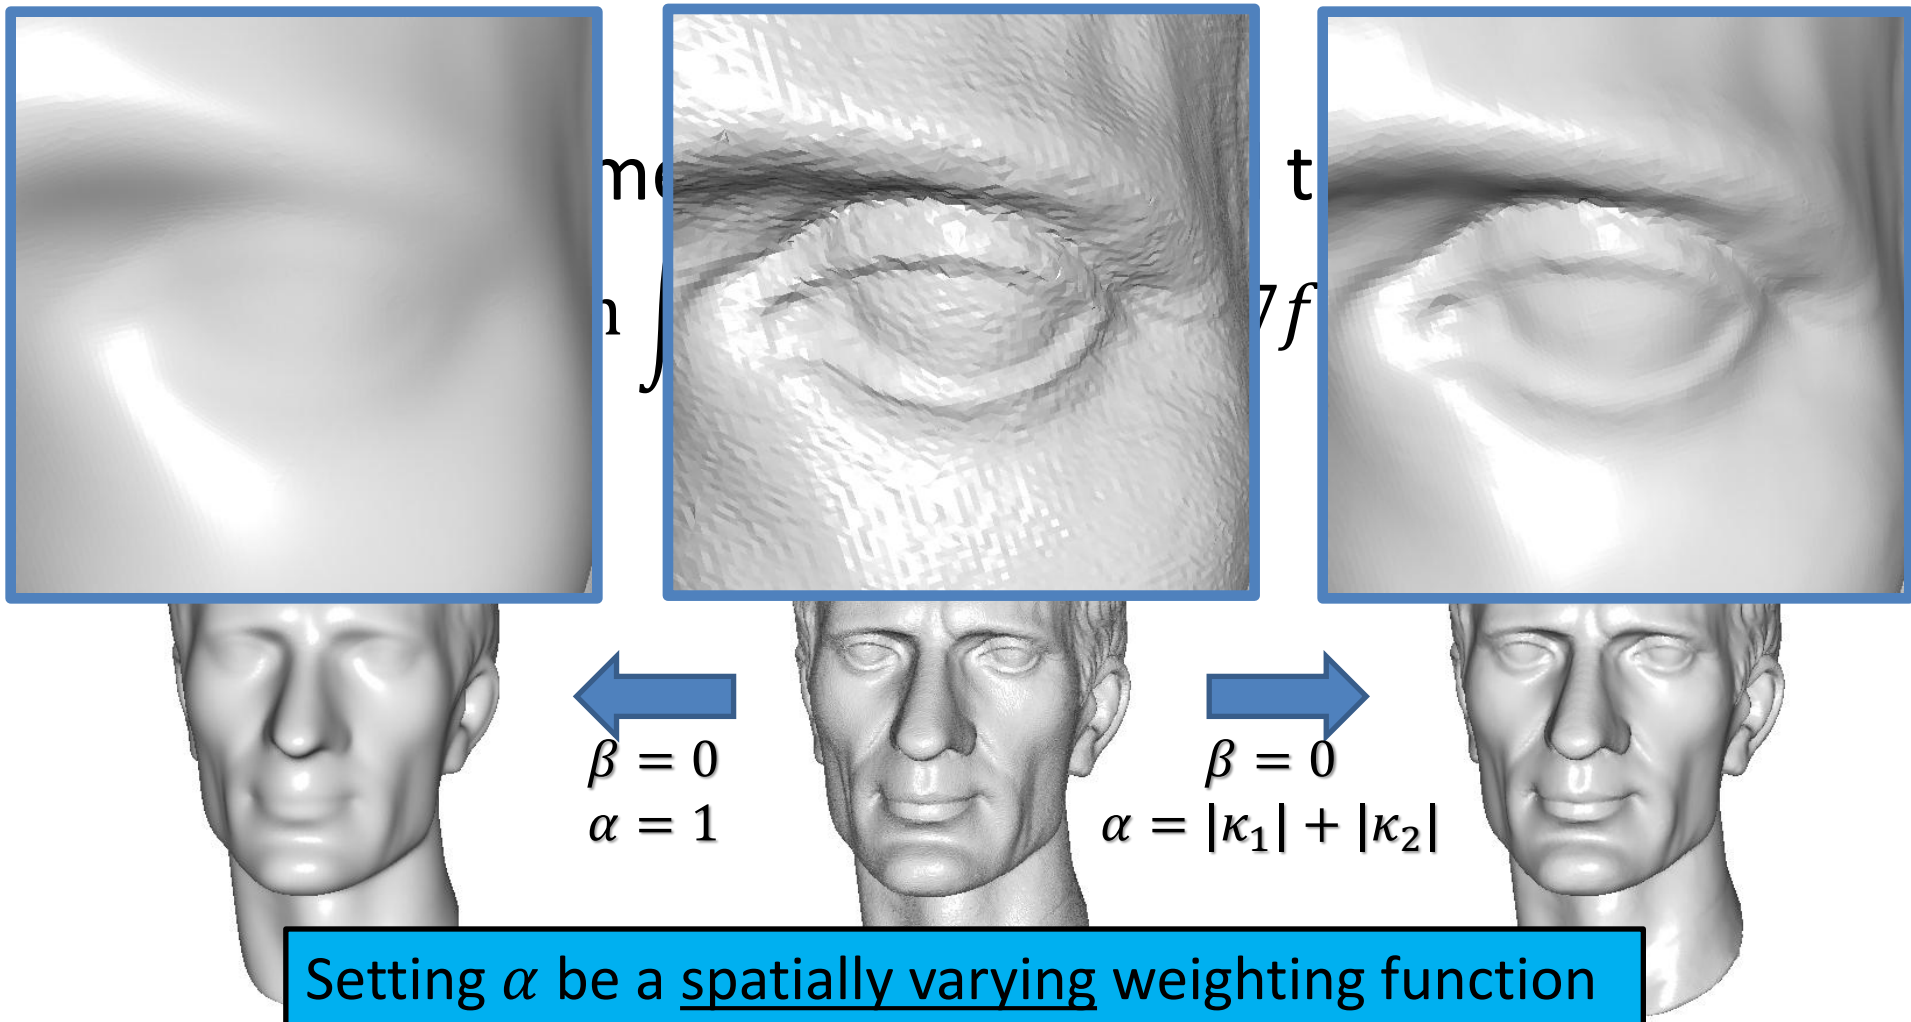 β = 0
α = 1
β = 0
α = |κ₁| + |κ₂|
Setting α be a spatially varying weighting function